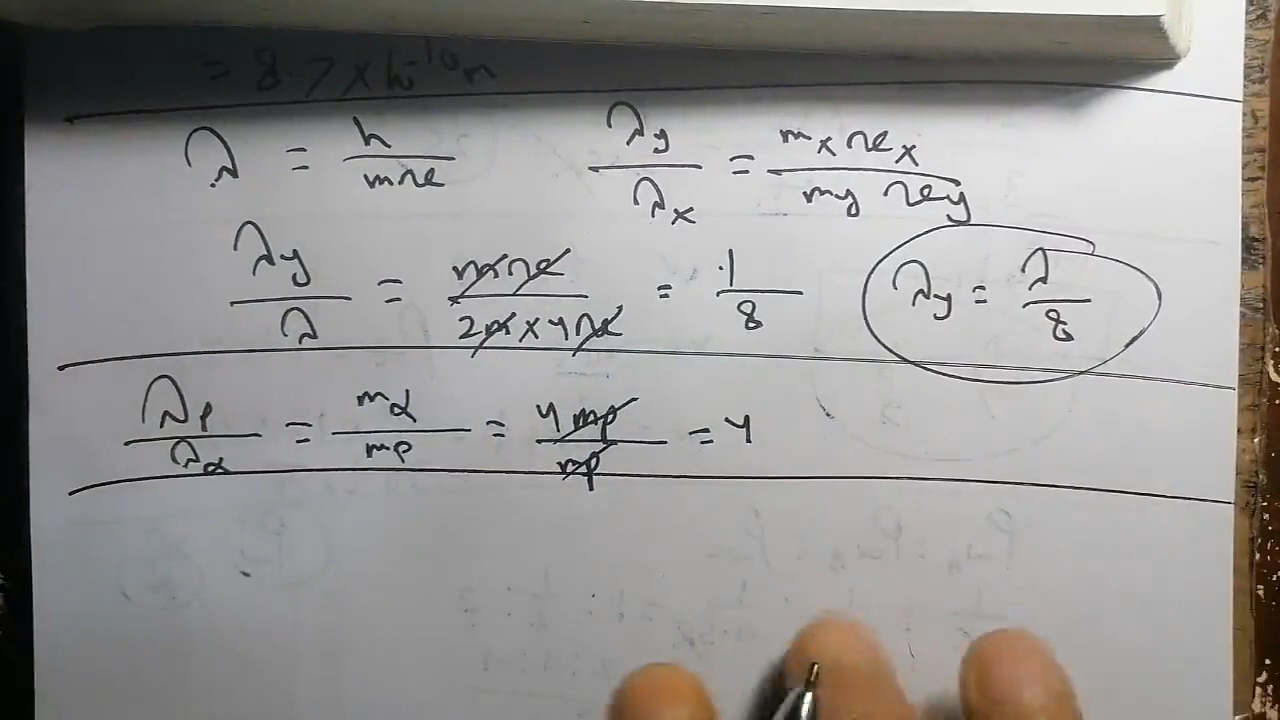 = 8.7 × 10⁻¹⁰ m
λ = h / mv λy / λx = mx vx / my vy
λy / λ = mv / 2m × 4v = 1 / 8 λy = λ / 8
λp / λα = mα / mp = 4mp / mp = 4